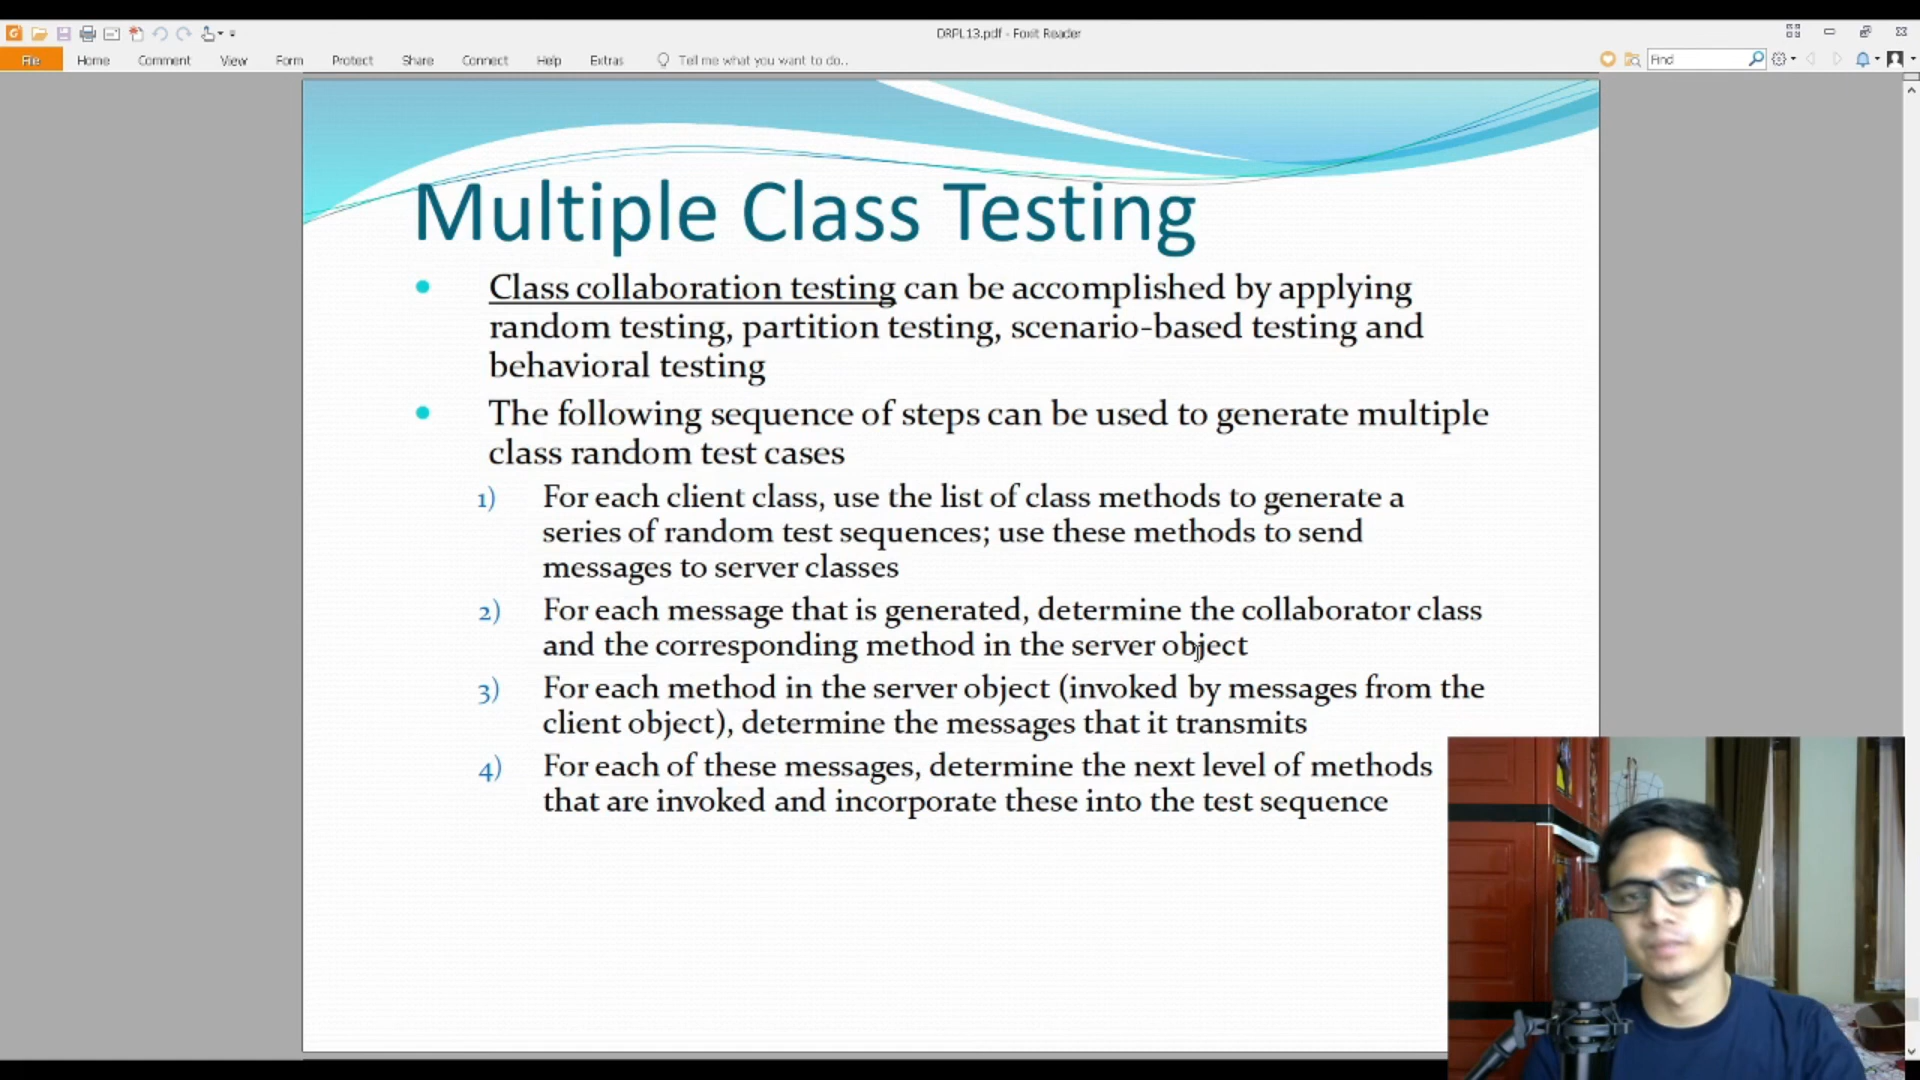 DRPL13.pdf - Foxit Reader
File Home Comment View Form Protect Share Connect Help Extras Tell me what you want to do.. Find
Multiple Class Testing
• Class collaboration testing can be accomplished by applying
random testing, partition testing, scenario-based testing and
behavioral testing
• The following sequence of steps can be used to generate multiple
class random test cases
1) For each client class, use the list of class methods to generate a
series of random test sequences; use these methods to send
messages to server classes
2) For each message that is generated, determine the collaborator class
and the corresponding method in the server object
3) For each method in the server object (invoked by messages from the
client object), determine the messages that it transmits
4) For each of these messages, determine the next level of methods
that are invoked and incorporate these into the test sequence